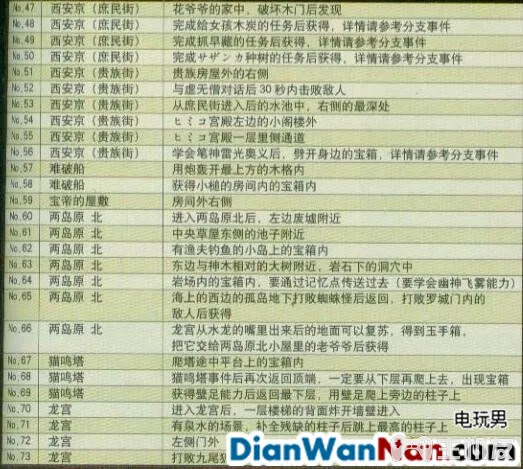 No.47 西安京（庶民街） 花爷爷的家中，破坏木门后发现
No.48 西安京（庶民街） 完成给女孩木炭的任务后获得，详情请参考分支事件
No.49 西安京（庶民街） 完成抓早藏的任务后获得，详情请参考分支事件
No.50 西安京（庶民街） 完成サザンカ种树的任务后获得，详情请参考分支事件
No.51 西安京（贵族街） 贵族房屋外的右侧
No.52 西安京（贵族街） 与虚无僧对话后30秒内击败敌人
No.53 西安京（贵族街） 从庶民街进入后的水池中，右侧的最深处
No.54 西安京（贵族街） ヒミコ宫殿左边的小阁楼外
No.55 西安京（贵族街） ヒミコ宫殿一层里侧通道
No.56 西安京（贵族街） 学会笔神雷光奥义后，劈开身边的宝箱，详情请参考分支事件
No.57 难破船 用炮轰开最上方的木格内
No.58 难破船 获得小槌的房间内的宝箱内
No.59 宝帝的屋敷 房间外右侧
No.60 两岛原 北 进入两岛原北后，左边废墟附近
No.61 两岛原 北 中央草屋东侧的池子附近
No.62 两岛原 北 有渔夫钓鱼的小岛上的宝箱内
No.63 两岛原 北 东边与神木相对的大树附近，岩石下的洞穴中
No.64 两岛原 北 岩场内的宝箱内，要通过记忆点传送过去（要学会幽神飞雾能力）
No.65 两岛原 北 海上的西边的孤岛地下打败蜘蛛怪后返回，打败罗城门内的
敌人后获得
No.66 两岛原 北 龙宫从水龙的嘴里出来后的地面可以复苏，得到玉手箱，
把它交给两岛原北小屋里的老爷爷后获得
No.67 猫鸣塔 爬塔途中平台上的宝箱内
No.68 猫鸣塔 猫鸣塔事件后再次返回顶端，一定要从下层再爬上去，出现宝箱
No.69 猫鸣塔 获得壁足能力后返回最下层，用壁足爬上旁边的柱子上
No.70 龙宫 进入龙宫后，一层楼梯的背面炸开墙壁进入
No.71 龙宫 有泉水的场景，补全残缺的柱子后跳上最高的柱子上
No.72 龙宫 左侧门外
No.73 龙宫 打败九尾
电玩男
DianWanNan.com